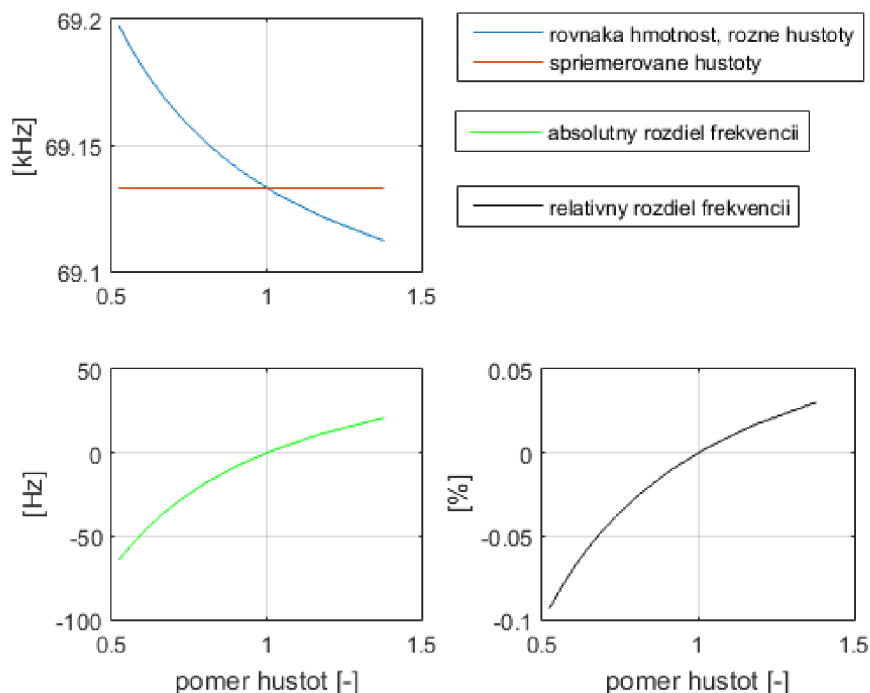 69.2
69.15
69.1
[kHz]
0.5
1
1.5
rovnaka hmotnost, rozne hustoty
spriemerovane hustoty
absolutny rozdiel frekvencii
relativny rozdiel frekvencii
50
0
-50
-100
[Hz]
0.5
1
1.5
pomer hustot [-]
0.05
0
-0.05
-0.1
[%]
0.5
1
1.5
pomer hustot [-]